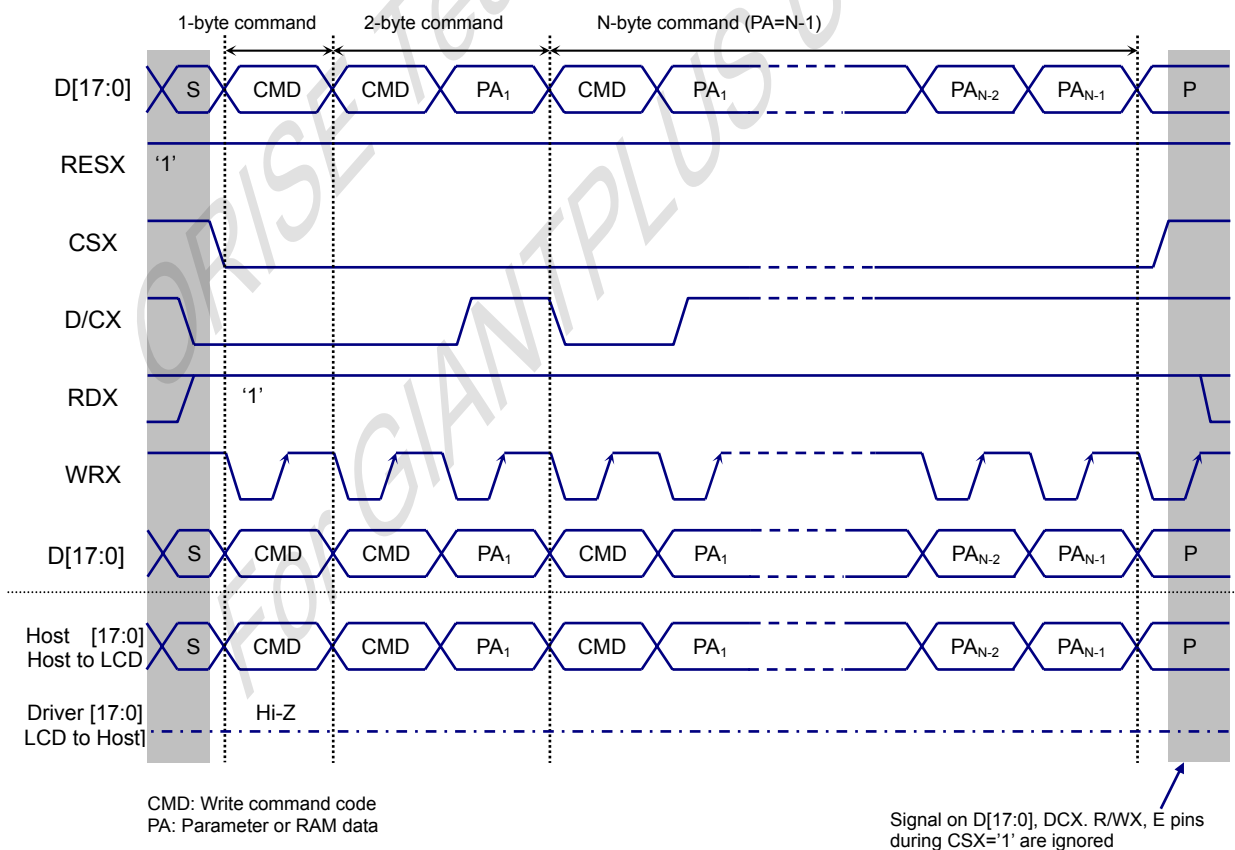 1-byte command 2-byte command N-byte command (PA=N-1)
D[17:0] S CMD CMD PA1 CMD PA1 PAN-2 PAN-1 P
RESX '1'
CSX
D/CX
RDX '1'
WRX
D[17:0] S CMD CMD PA1 CMD PA1 PAN-2 PAN-1 P
Host [17:0]
Host to LCD
S CMD CMD PA1 CMD PA1 PAN-2 PAN-1 P
Driver [17:0]
LCD to Host]
Hi-Z
CMD: Write command code
PA: Parameter or RAM data
Signal on D[17:0], DCX. R/WX, E pins
during CSX='1' are ignored
ORISE
For GIANTPLUS